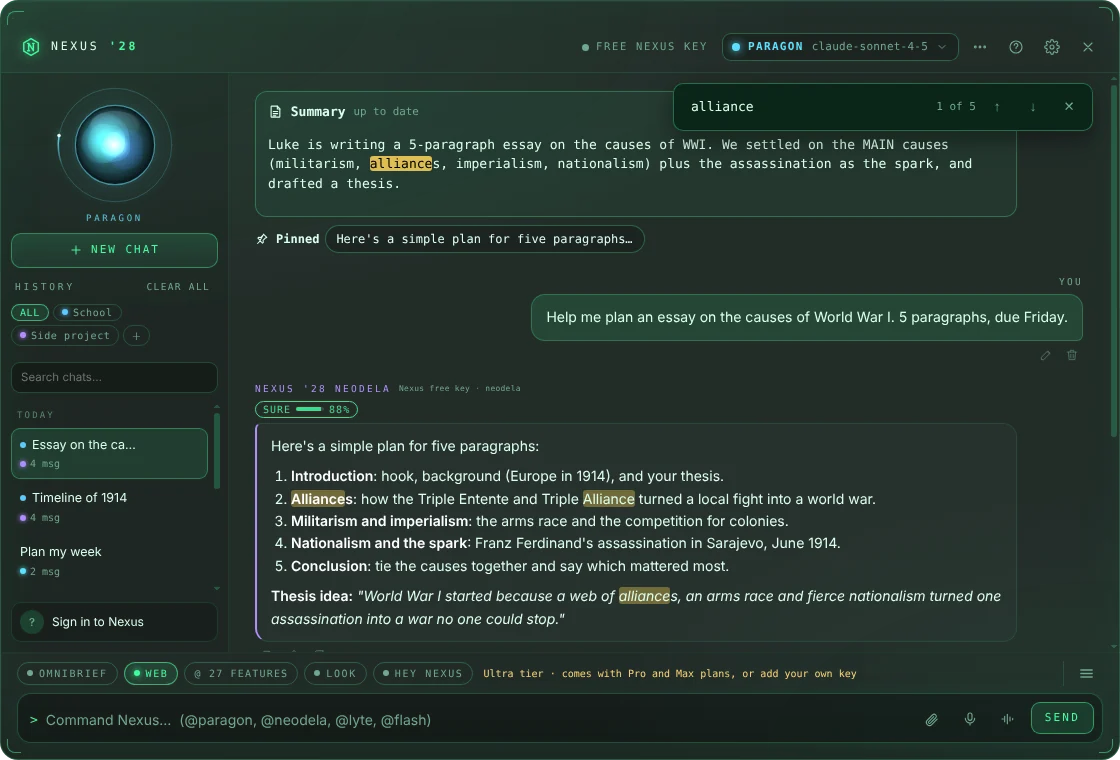 NEXUS '28
FREE NEXUS KEY
PARAGON claude-sonnet-4-5
alliance
1 of 5
PARAGON
+ NEW CHAT
HISTORY
CLEAR ALL
ALL
School
Side project
+
Search chats...
TODAY
Essay on the ca...
4 msg
Timeline of 1914
4 msg
Plan my week
2 msg
? Sign in to Nexus
Summary up to date
Luke is writing a 5-paragraph essay on the causes of WWI. We settled on the MAIN causes
(militarism, alliances, imperialism, nationalism) plus the assassination as the spark, and
drafted a thesis.
Pinned Here's a simple plan for five paragraphs…
YOU
Help me plan an essay on the causes of World War I. 5 paragraphs, due Friday.
NEXUS '28 NEODELA Nexus free key · neodela
SURE 88%
Here's a simple plan for five paragraphs:
1. Introduction: hook, background (Europe in 1914), and your thesis.
2. Alliances: how the Triple Entente and Triple Alliance turned a local fight into a world war.
3. Militarism and imperialism: the arms race and the competition for colonies.
4. Nationalism and the spark: Franz Ferdinand's assassination in Sarajevo, June 1914.
5. Conclusion: tie the causes together and say which mattered most.
Thesis idea: "World War I started because a web of alliances, an arms race and fierce nationalism turned one
assassination into a war no one could stop."
OMNIBRIEF
WEB
@ 27 FEATURES
LOOK
HEY NEXUS
Ultra tier · comes with Pro and Max plans, or add your own key
> Command Nexus... (@paragon, @neodela, @lyte, @flash)
SEND